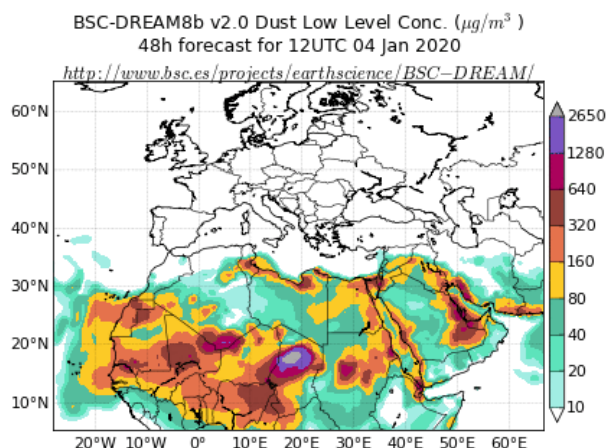 BSC-DREAM8b v2.0 Dust Low Level Conc. (μg/m³ )
48h forecast for 12UTC 04 Jan 2020
http://www.bsc.es/projects/earthscience/BSC−DREAM/
60°N
50°N
40°N
30°N
20°N
10°N
20°W 10°W 0° 10°E 20°E 30°E 40°E 50°E 60°E
2650
1280
640
320
160
80
40
20
10